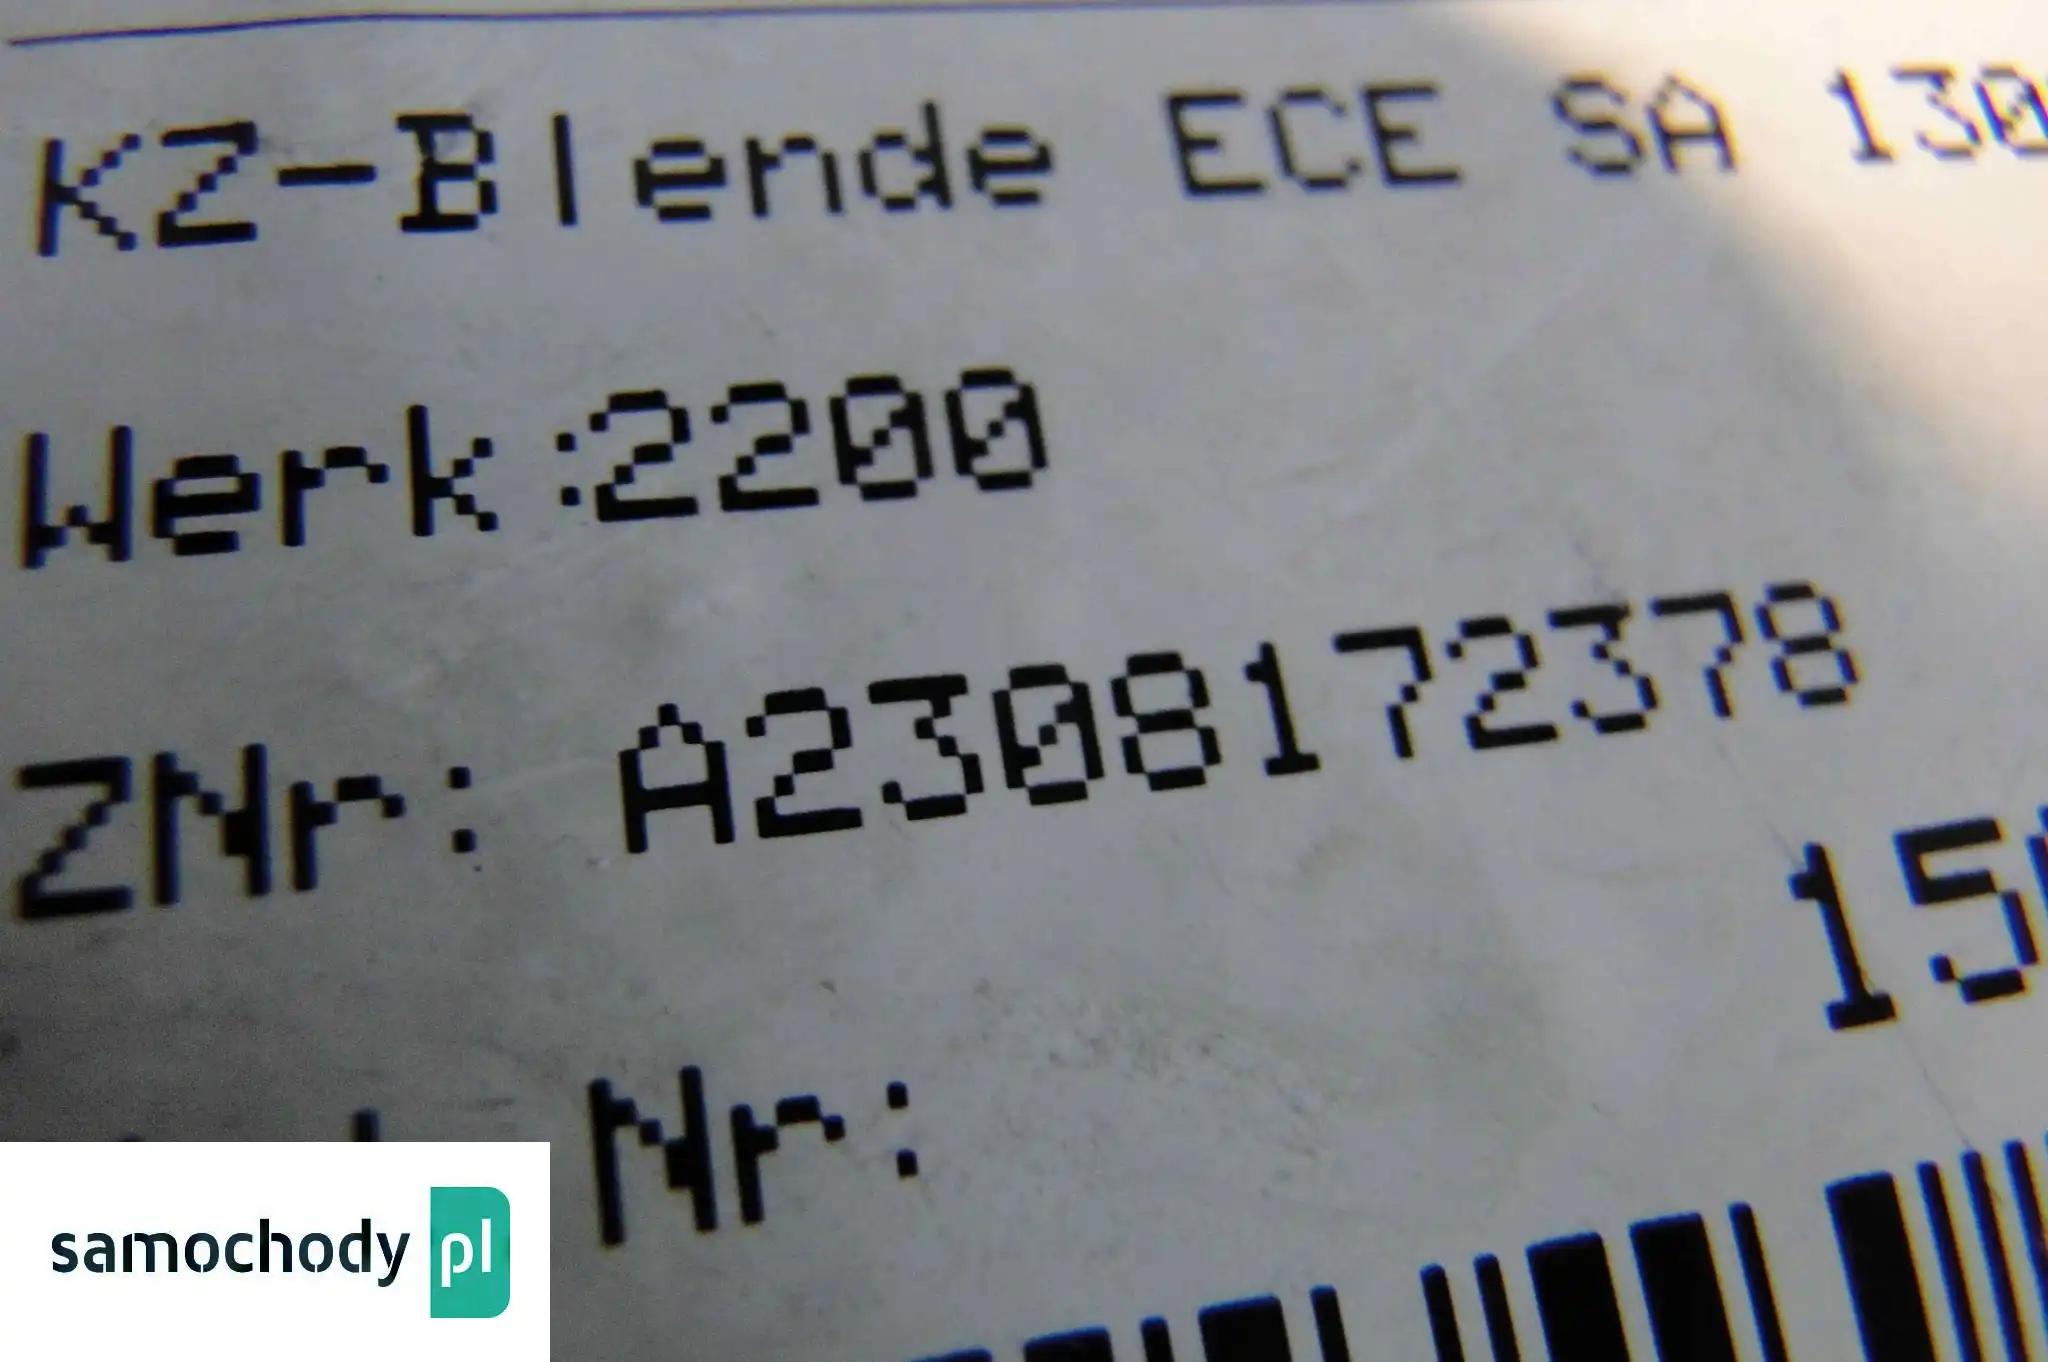 KZ-Blende ECE SA 130
Werk:2200
ZNr: A2308172378
15
Nr:
samochody pl